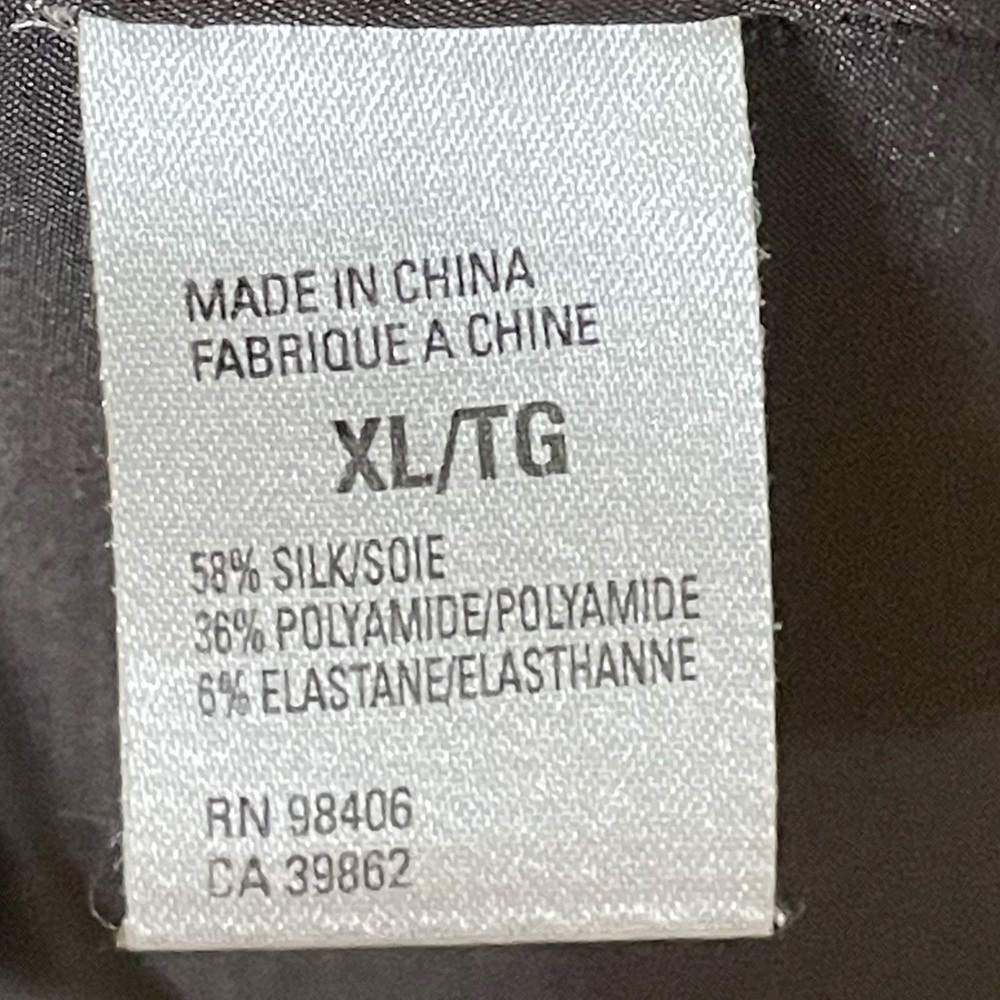 MADE IN CHINA
FABRIQUE A CHINE
XL/TG
58% SILK/SOIE
36% POLYAMIDE/POLYAMIDE
6% ELASTANE/ELASTHANNE
RN 98406
CA 39862